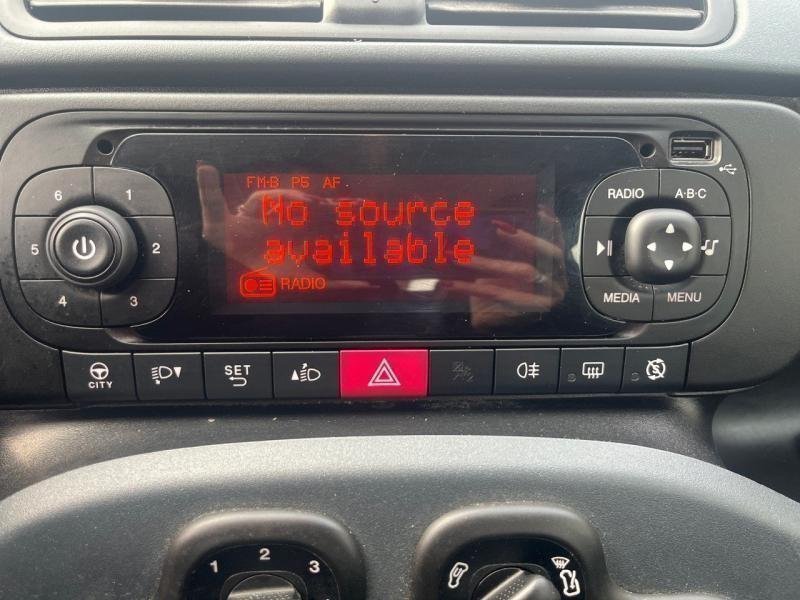 FM-B P5 AF
No source
available
RADIO
6 1
5 2
4 3
RADIO A·B·C
MEDIA MENU
CITY
SET
1 2 3